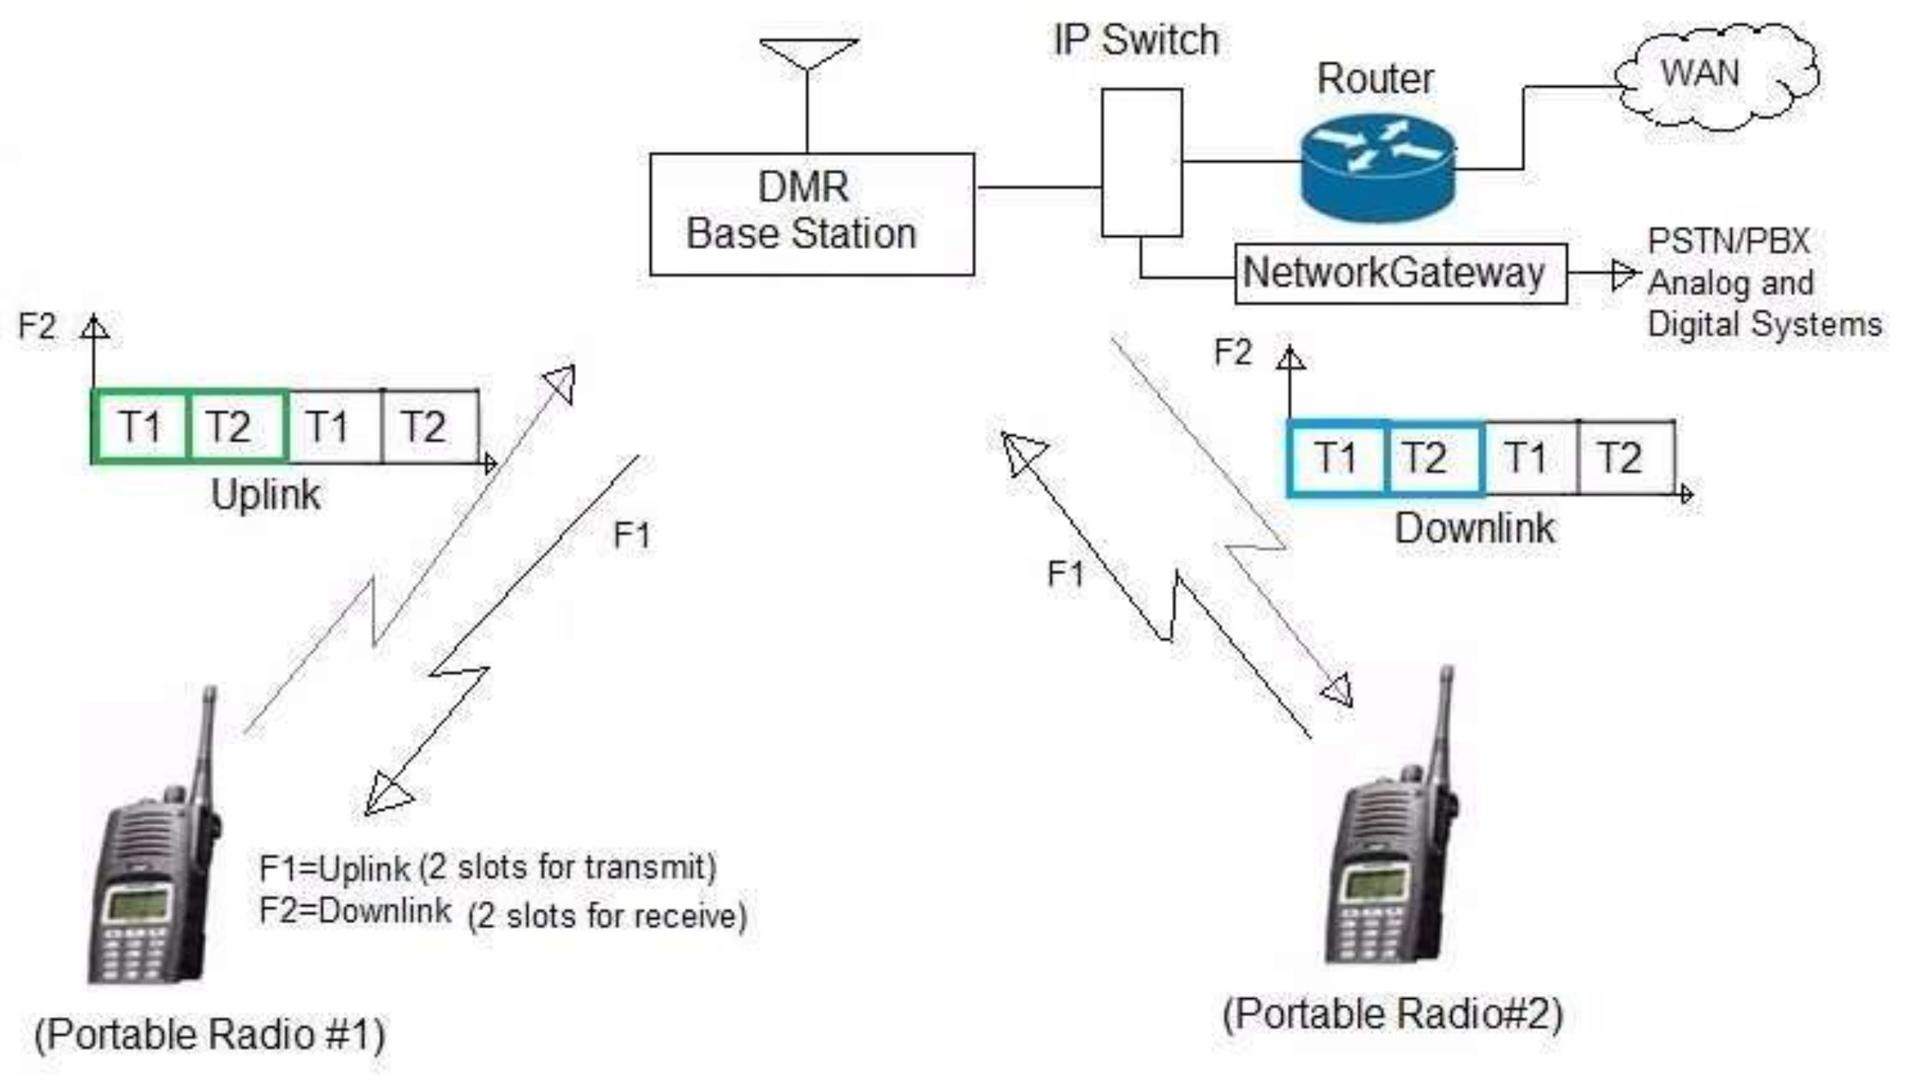 IP Switch
Router
WAN
DMR
Base Station
NetworkGateway
PSTN/PBX
Analog and
Digital Systems
F2
T1 T2 T1 T2
Uplink
F2
T1 T2 T1 T2
Downlink
F1
F1
F1=Uplink (2 slots for transmit)
F2=Downlink (2 slots for receive)
(Portable Radio #1)
(Portable Radio#2)